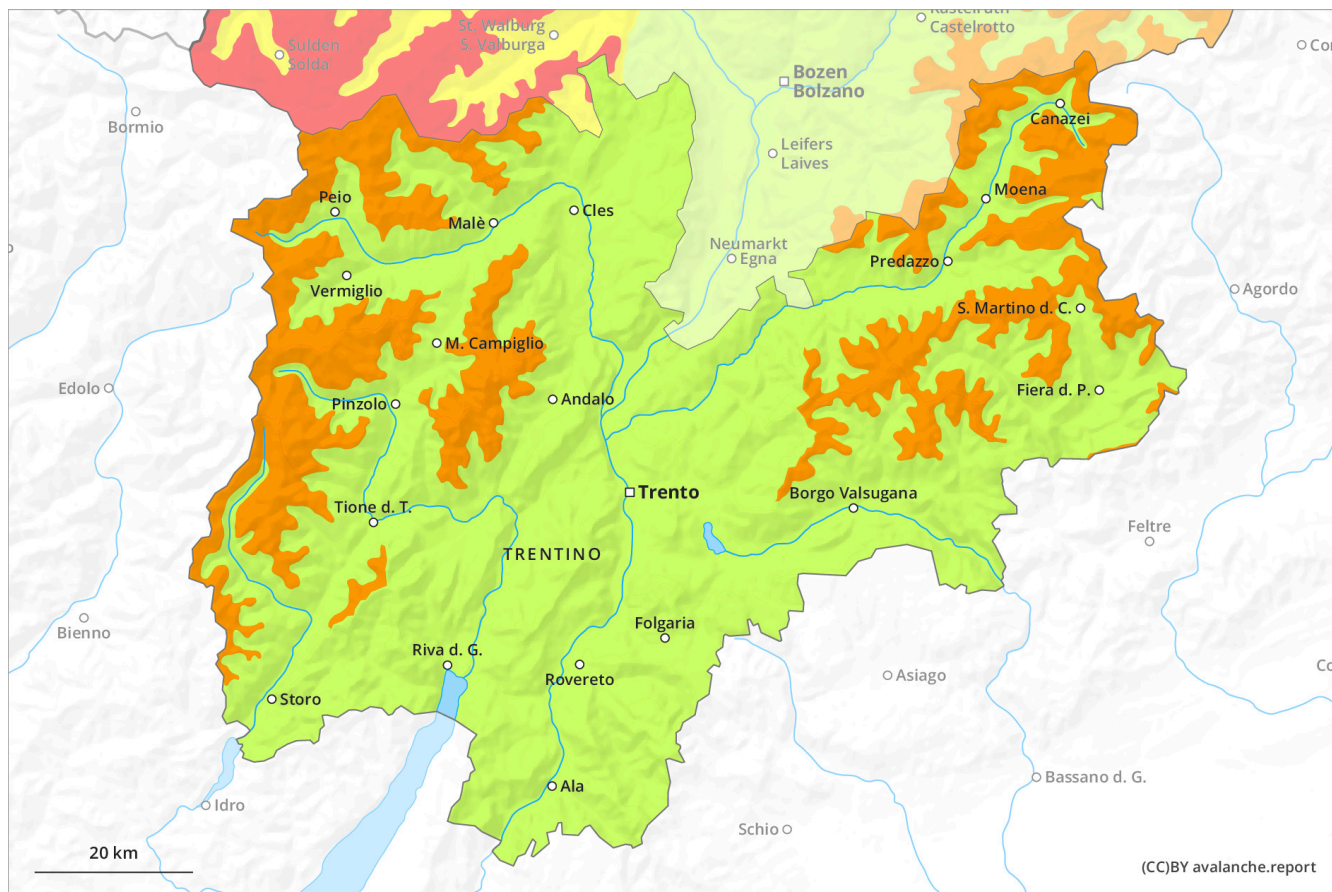 Kastelruth
Castelrotto
St. Walburg
S. Valburga
Sulden
Solda
Bozen
Bolzano
Bormio
Canazei
Leifers
Laives
Moena
Peio
Malè
Cles
Neumarkt
Egna
Predazzo
Vermiglio
Agordo
S. Martino d. C.
M. Campiglio
Edolo
Pinzolo
Andalo
Fiera d. P.
Trento
Borgo Valsugana
Tione d. T.
Feltre
TRENTINO
Bienno
Folgaria
Riva d. G.
Rovereto
Asiago
Storo
Ala
Bassano d. G.
Idro
Schio
20 km
(CC)BY avalanche.report